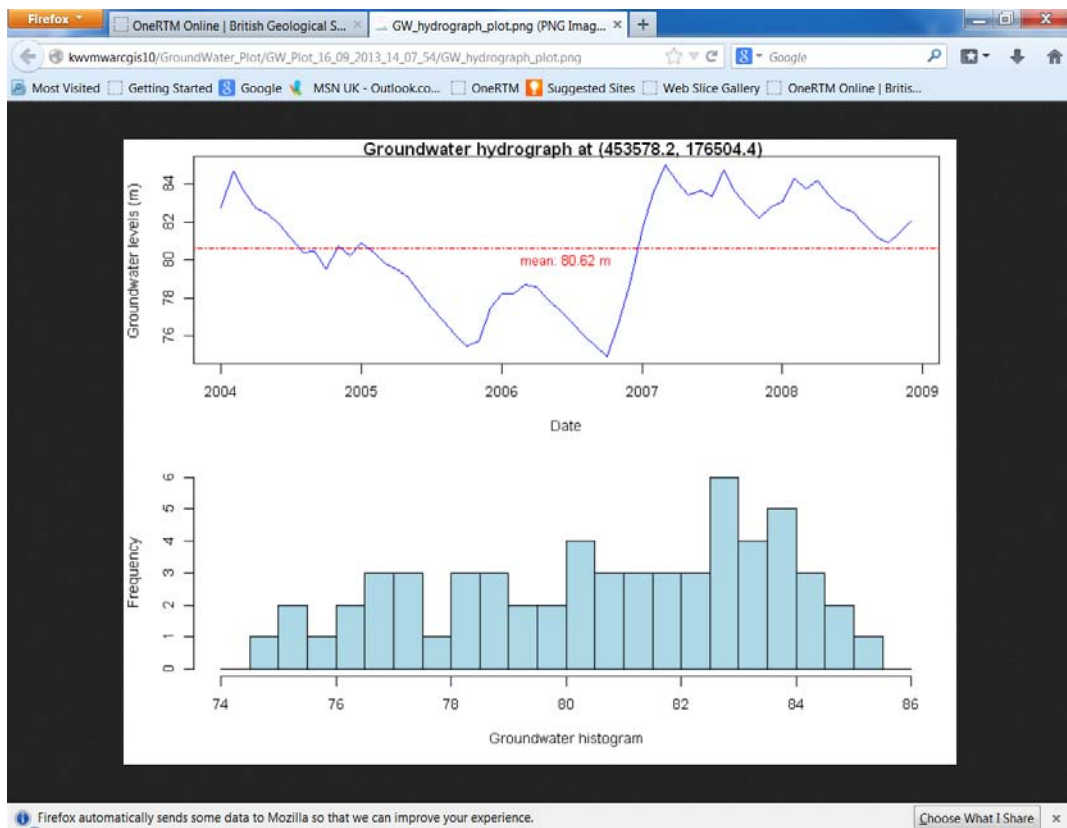 Firefox
OneRTM Online | British Geological S...
GW_hydrograph_plot.png (PNG Imag...
kwvmwarcgis10/GroundWater_Plot/GW_Plot_16_09_2013_14_07_54/GW_hydrograph_plot.png
Google
Most Visited Getting Started Google MSN UK - Outlook.co... OneRTM Suggested Sites Web Slice Gallery OneRTM Online | Britis...
Groundwater hydrograph at (453578.2, 176504.4)
Groundwater levels (m)
84
82
80
78
76
mean: 80.62 m
2004 2005 2006 2007 2008 2009
Date
Frequency
6
5
4
3
2
1
0
74 76 78 80 82 84 86
Groundwater histogram
Firefox automatically sends some data to Mozilla so that we can improve your experience.
Choose What I Share